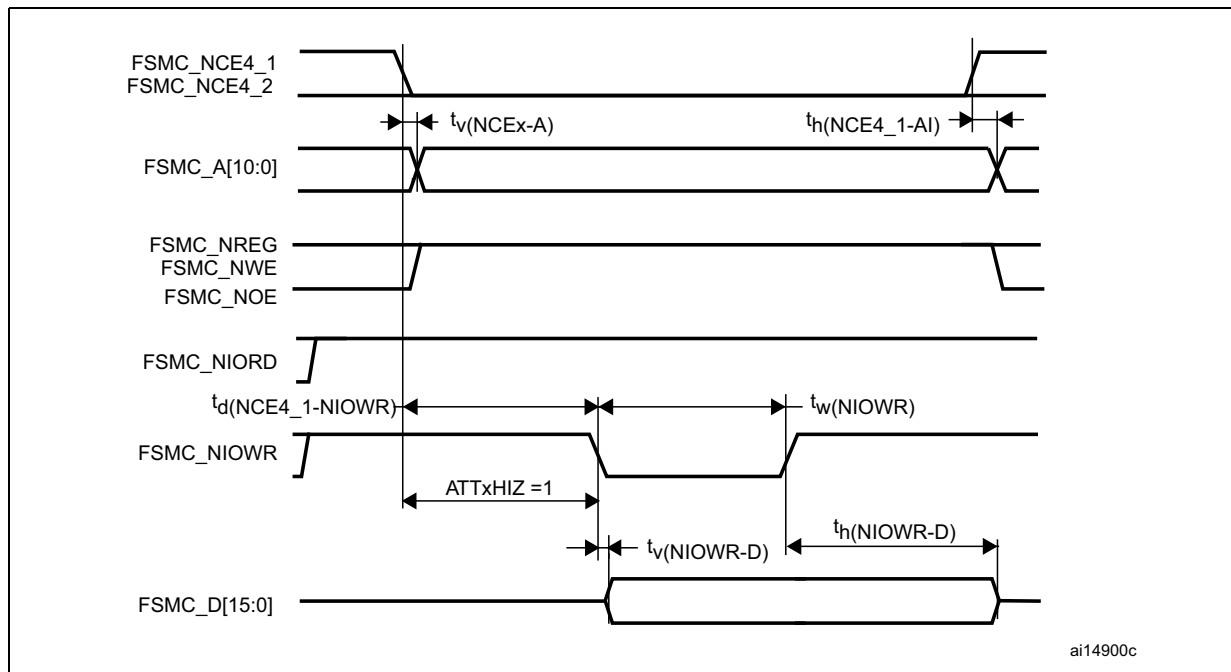 FSMC_NCE4_1
FSMC_NCE4_2
tv(NCEx-A)
th(NCE4_1-AI)
FSMC_A[10:0]
FSMC_NREG
FSMC_NWE
FSMC_NOE
FSMC_NIORD
td(NCE4_1-NIOWR)
tw(NIOWR)
FSMC_NIOWR
ATTxHIZ =1
th(NIOWR-D)
tv(NIOWR-D)
FSMC_D[15:0]
ai14900c